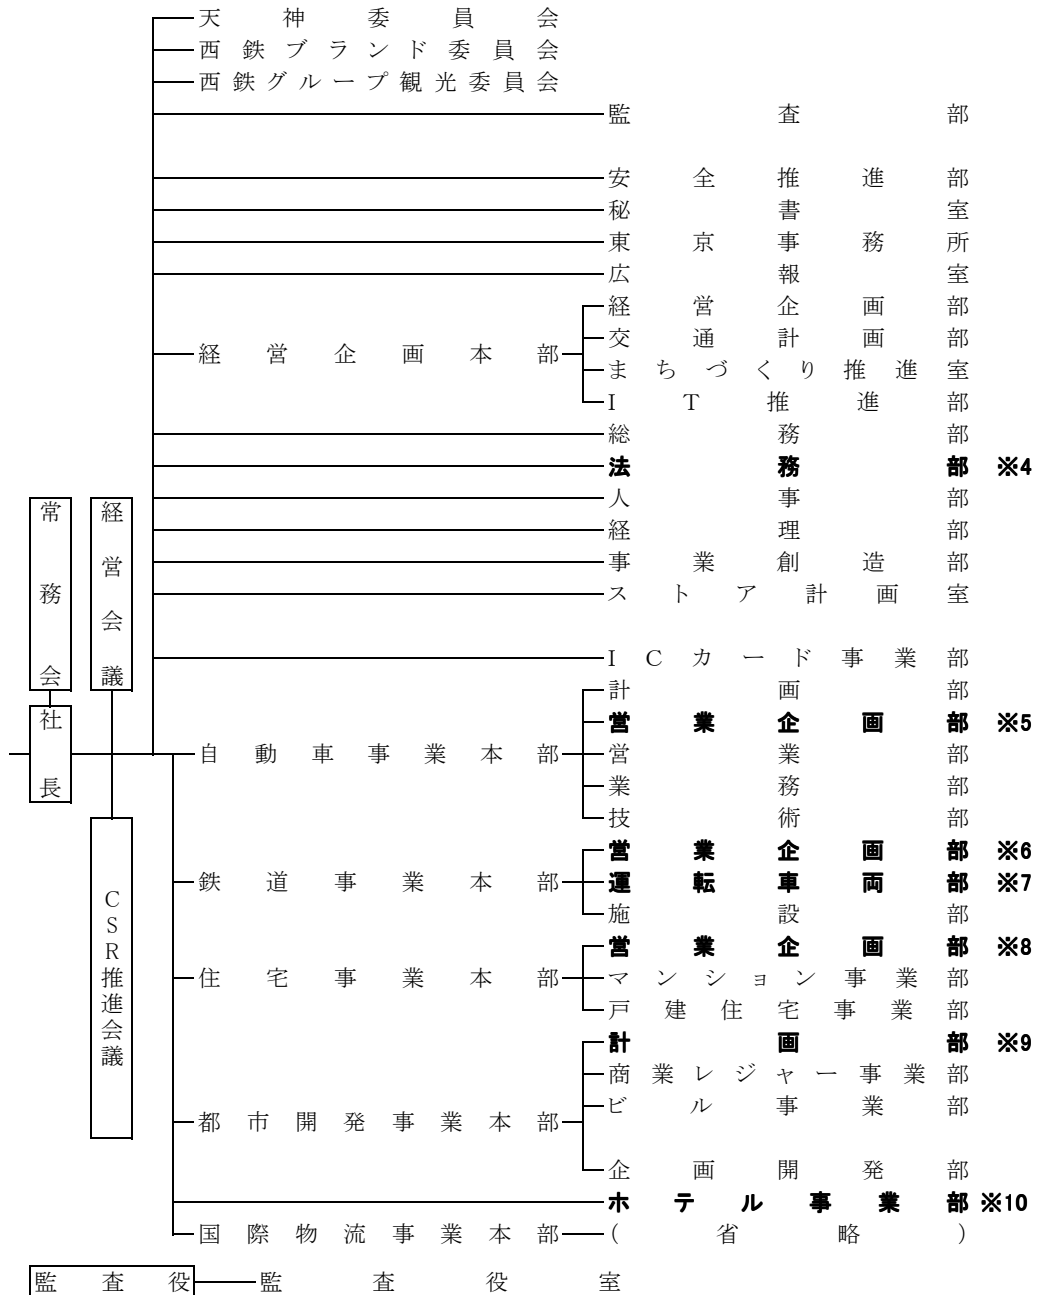 天神委員会
西鉄ブランド委員会
西鉄グループ観光委員会
監査部
安全推進部
秘書室
東京事務所
広報室
経営企画本部
経営企画部
交通計画部
まちづくり推進室
IT推進部
総務部
法務部 ※4
人事部
経理部
事業創造部
ストア計画室
常務会
経営会議
社長
CSR推進会議
ICカード事業部
自動車事業本部
計画部
営業企画部 ※5
営業部
業務部
技術部
鉄道事業本部
営業企画部 ※6
運転車両部 ※7
施設部
住宅事業本部
営業企画部 ※8
マンション事業部
戸建住宅事業部
都市開発事業本部
計画部 ※9
商業レジャー事業部
ビル事業部
企画開発部
ホテル事業部 ※10
国際物流事業本部 (省略)
監査役 監査役室